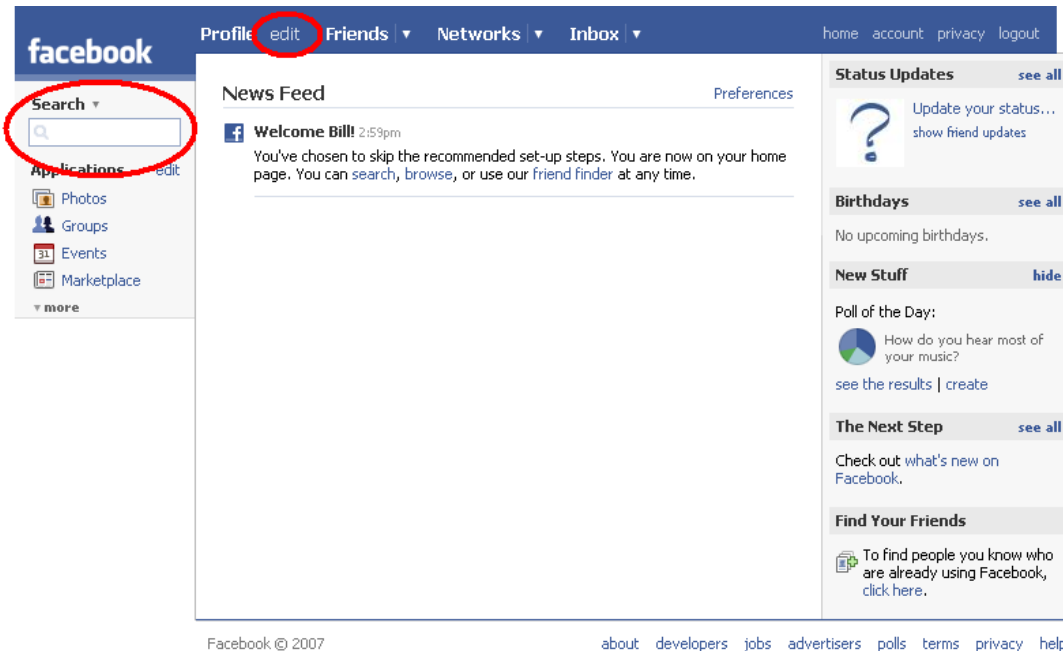 facebook
Profile edit Friends ▾ Networks ▾ Inbox ▾
home account privacy logout
Search ▾
Applications edit
Photos
Groups
31 Events
Marketplace
▾ more
News Feed Preferences
Welcome Bill! 2:59pm
You've chosen to skip the recommended set-up steps. You are now on your home
page. You can search, browse, or use our friend finder at any time.
Status Updates see all
Update your status...
show friend updates
Birthdays see all
No upcoming birthdays.
New Stuff hide
Poll of the Day:
How do you hear most of
your music?
see the results | create
The Next Step see all
Check out what's new on
Facebook.
Find Your Friends
To find people you know who
are already using Facebook,
click here.
Facebook © 2007
about developers jobs advertisers polls terms privacy help